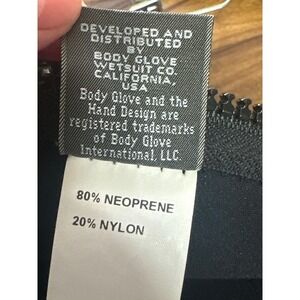 DEVELOPED AND
DISTRIBUTED
BY
BODY GLOVE
WETSUIT CO.
CALIFORNIA,
USA
Body Glove and the
Hand Design are
registered trademarks
of Body Glove
International, LLC.
80% NEOPRENE
20% NYLON